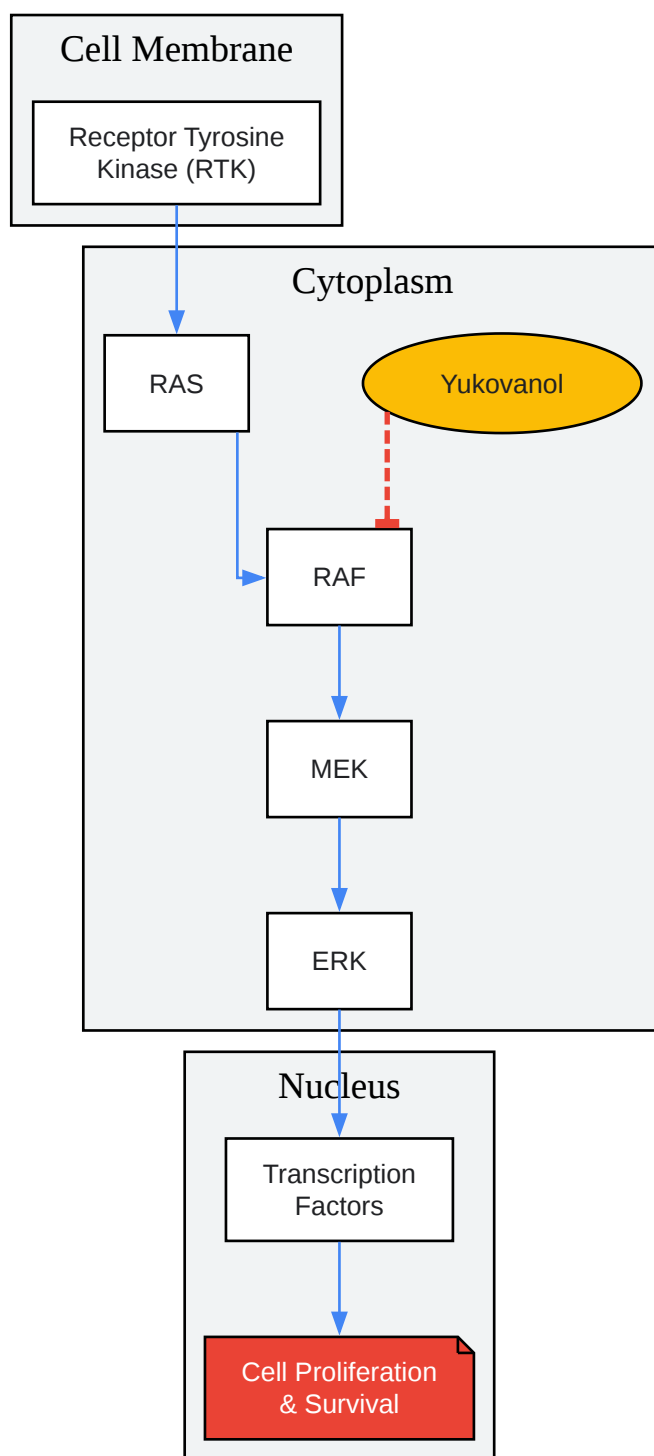 Cell Membrane
Receptor Tyrosine
Kinase (RTK)
Cytoplasm
RAS
Yukovanol
RAF
MEK
ERK
Nucleus
Transcription
Factors
Cell Proliferation
& Survival